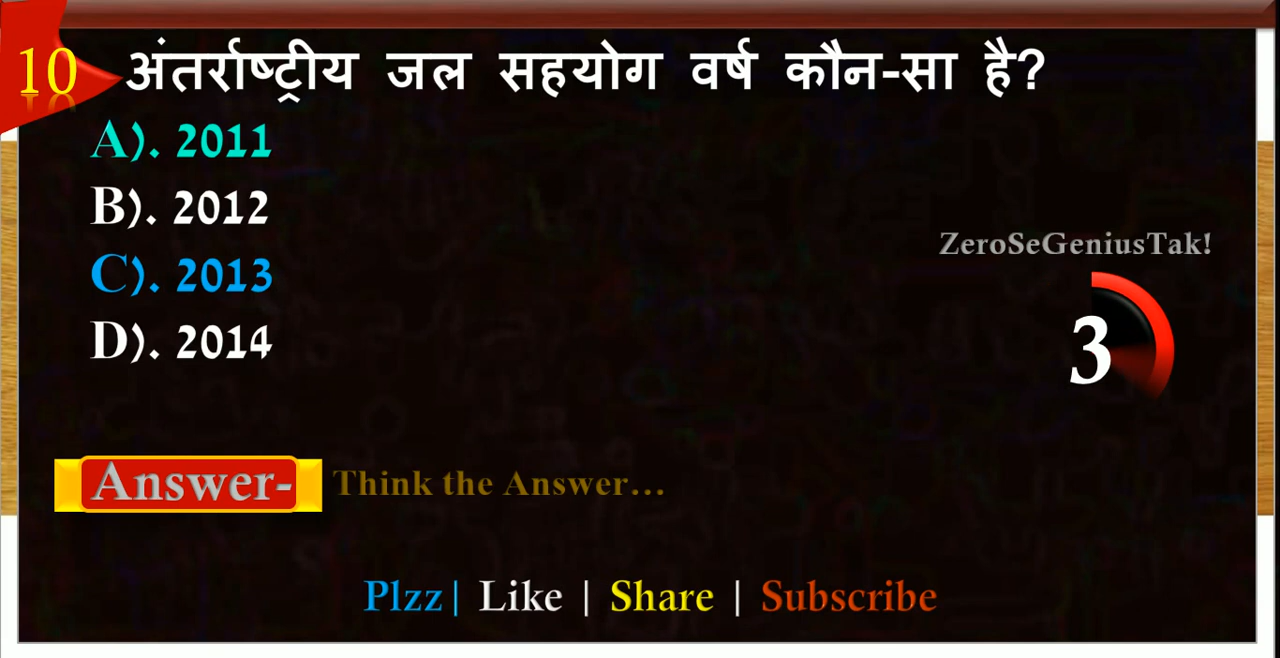 10 अंतर्राष्ट्रीय जल सहयोग वर्ष कौन-सा है?
A). 2011
B). 2012
C). 2013
D). 2014
ZeroSeGeniusTak!
3
Answer- Think the Answer...
Plzz| Like | Share | Subscribe